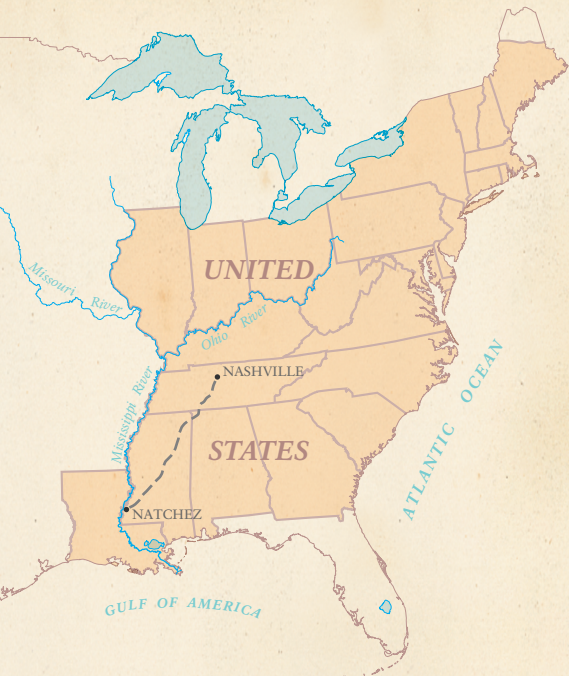 UNITED
Missouri River
Ohio River
NASHVILLE
Mississippi River
ATLANTIC OCEAN
STATES
NATCHEZ
GULF OF AMERICA